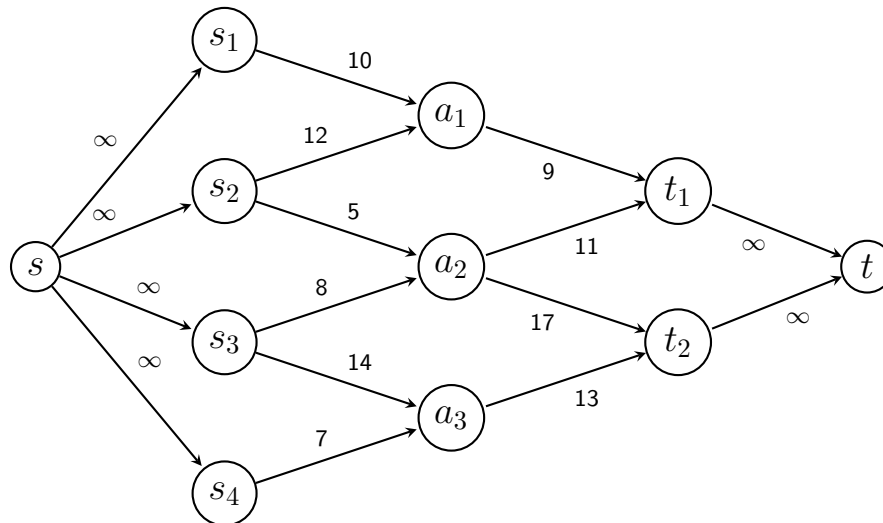 s₁
10
a₁
∞
12
9
s₂
t₁
∞
5
∞
11
s
a₂
t
∞
8
17
∞
s₃
t₂
∞
14
13
a₃
7
s₄